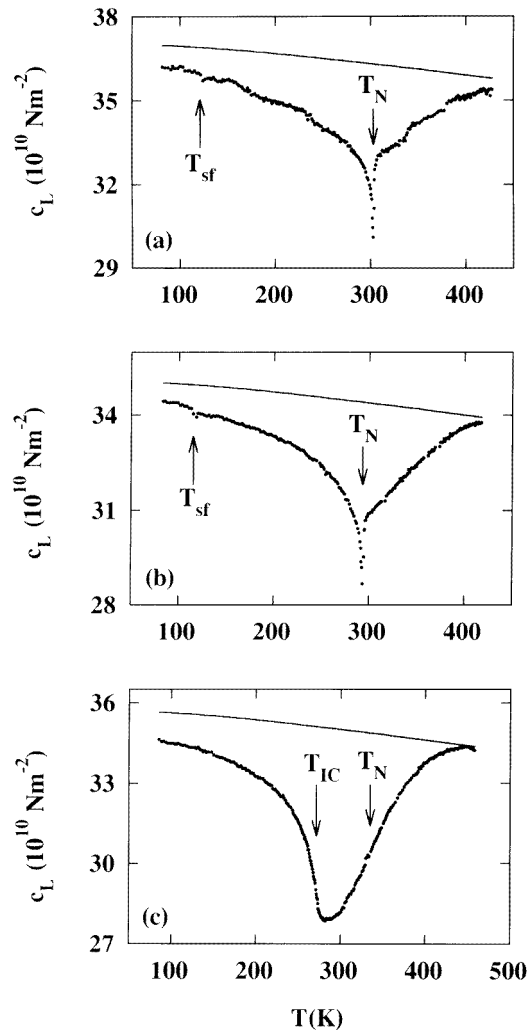 38
35
32
29
c_L (10^10 Nm^-2)
T_N
T_sf
(a)
100 200 300 400
34
31
28
c_L (10^10 Nm^-2)
T_N
T_sf
(b)
100 200 300 400
36
33
30
27
c_L (10^10 Nm^-2)
T_IC T_N
(c)
100 200 300 400 500
T(K)